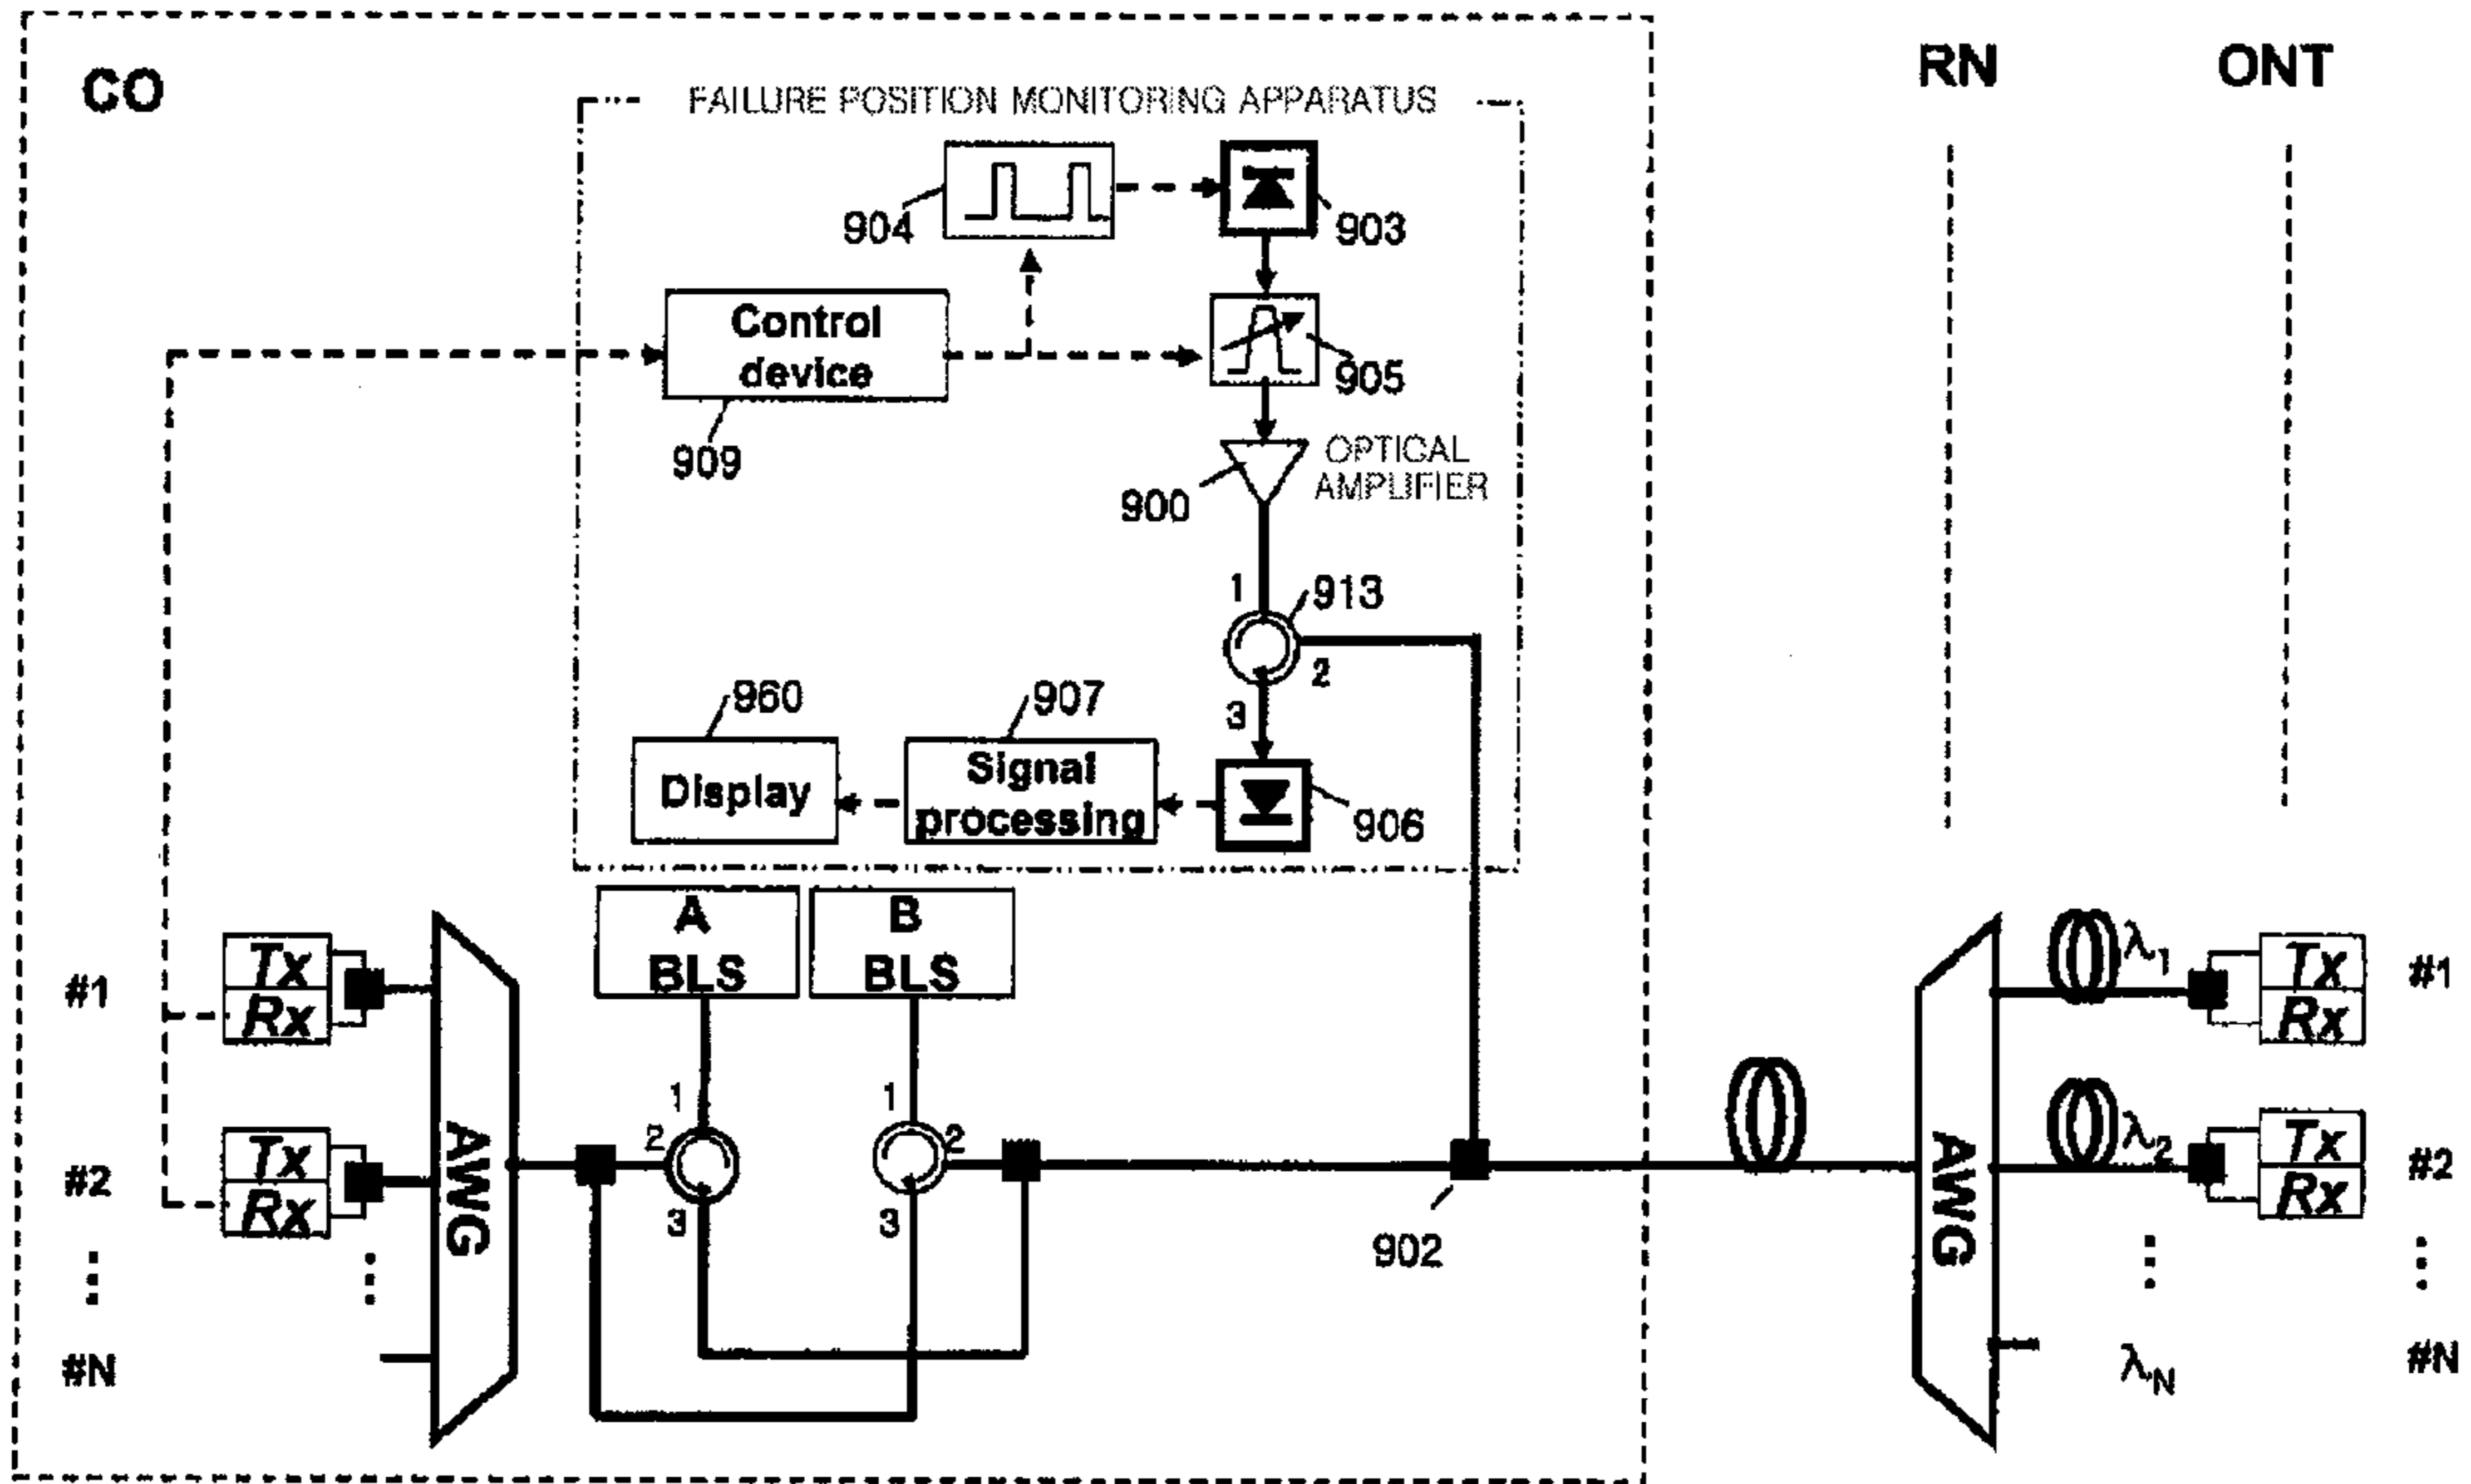 CO
RN
ONT
FAILURE POSITION MONITORING APPARATUS
904
903
Control
device
905
909
OPTICAL
AMPLIFIER
900
1
913
2
3
960
907
Display
Signal
processing
906
A
BLS
B
BLS
#1
Tx
Rx
λ1
Tx
Rx
#1
1
1
2
2
#2
Tx
Rx
AWG
3
3
902
AWG
λ2
Tx
Rx
#2
#N
λN
#N